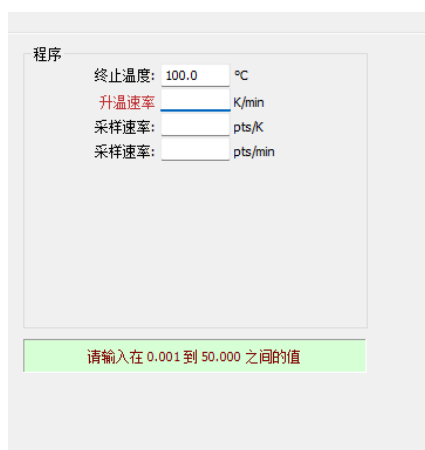 程序
终止温度: 100.0 °C
升温速率 K/min
采样速率: pts/K
采样速率: pts/min
请输入在 0.001 到 50.000 之间的值